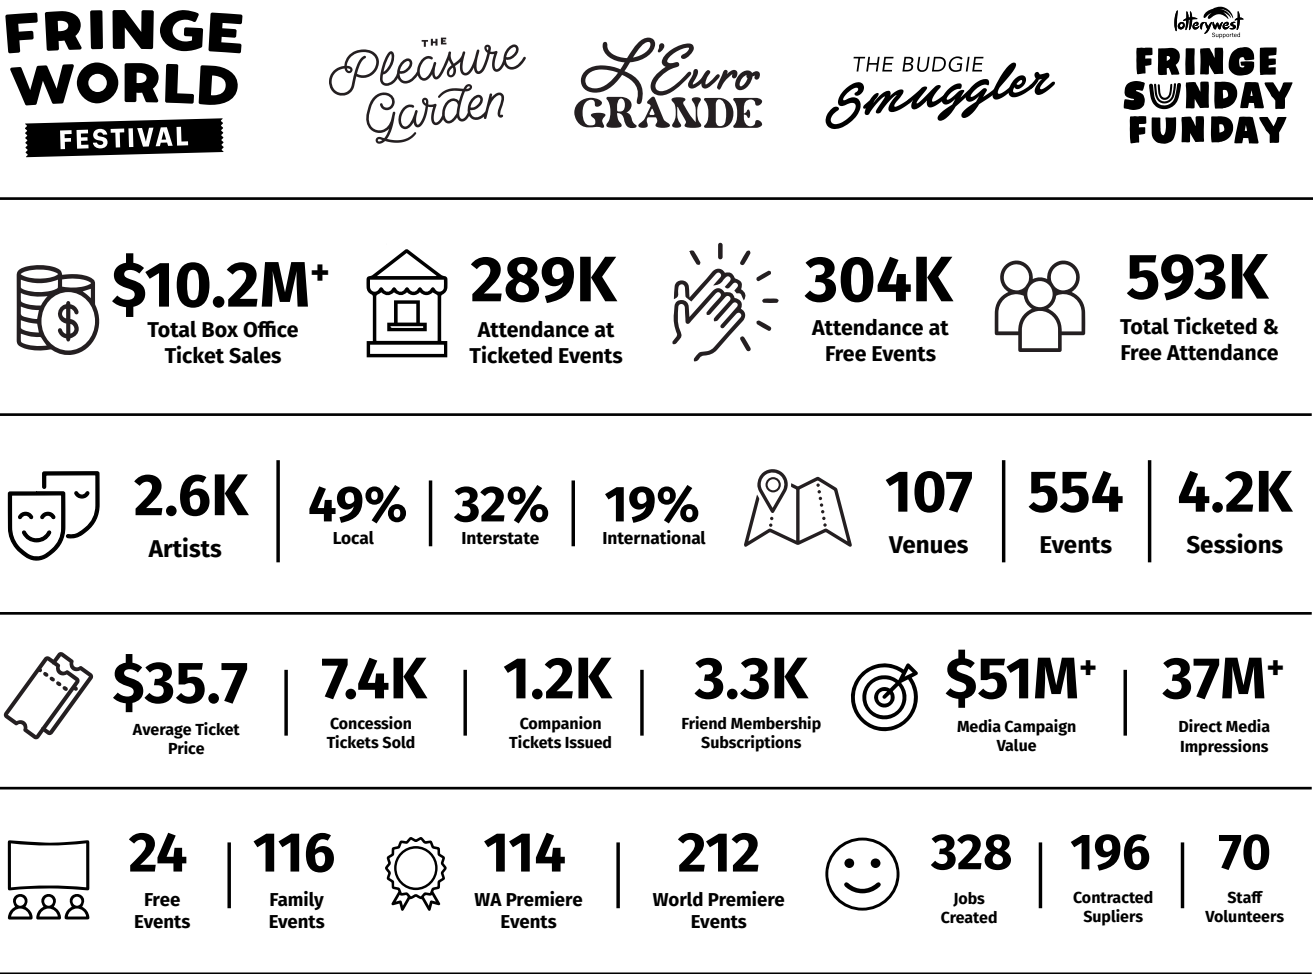 FRINGE
WORLD
FESTIVAL
THE
Pleasure
Garden
L'Euro
GRANDE
THE BUDGIE
Smuggler
lotterywest
Supported
FRINGE
SUNDAY
FUNDAY
$10.2M+
Total Box Office
Ticket Sales
289K
Attendance at
Ticketed Events
304K
Attendance at
Free Events
593K
Total Ticketed &
Free Attendance
2.6K
Artists
49%
Local
32%
Interstate
19%
International
107
Venues
554
Events
4.2K
Sessions
$35.7
Average Ticket
Price
7.4K
Concession
Tickets Sold
1.2K
Companion
Tickets Issued
3.3K
Friend Membership
Subscriptions
$51M+
Media Campaign
Value
37M+
Direct Media
Impressions
24
Free
Events
116
Family
Events
114
WA Premiere
Events
212
World Premiere
Events
328
Jobs
Created
196
Contracted
Supliers
70
Staff
Volunteers